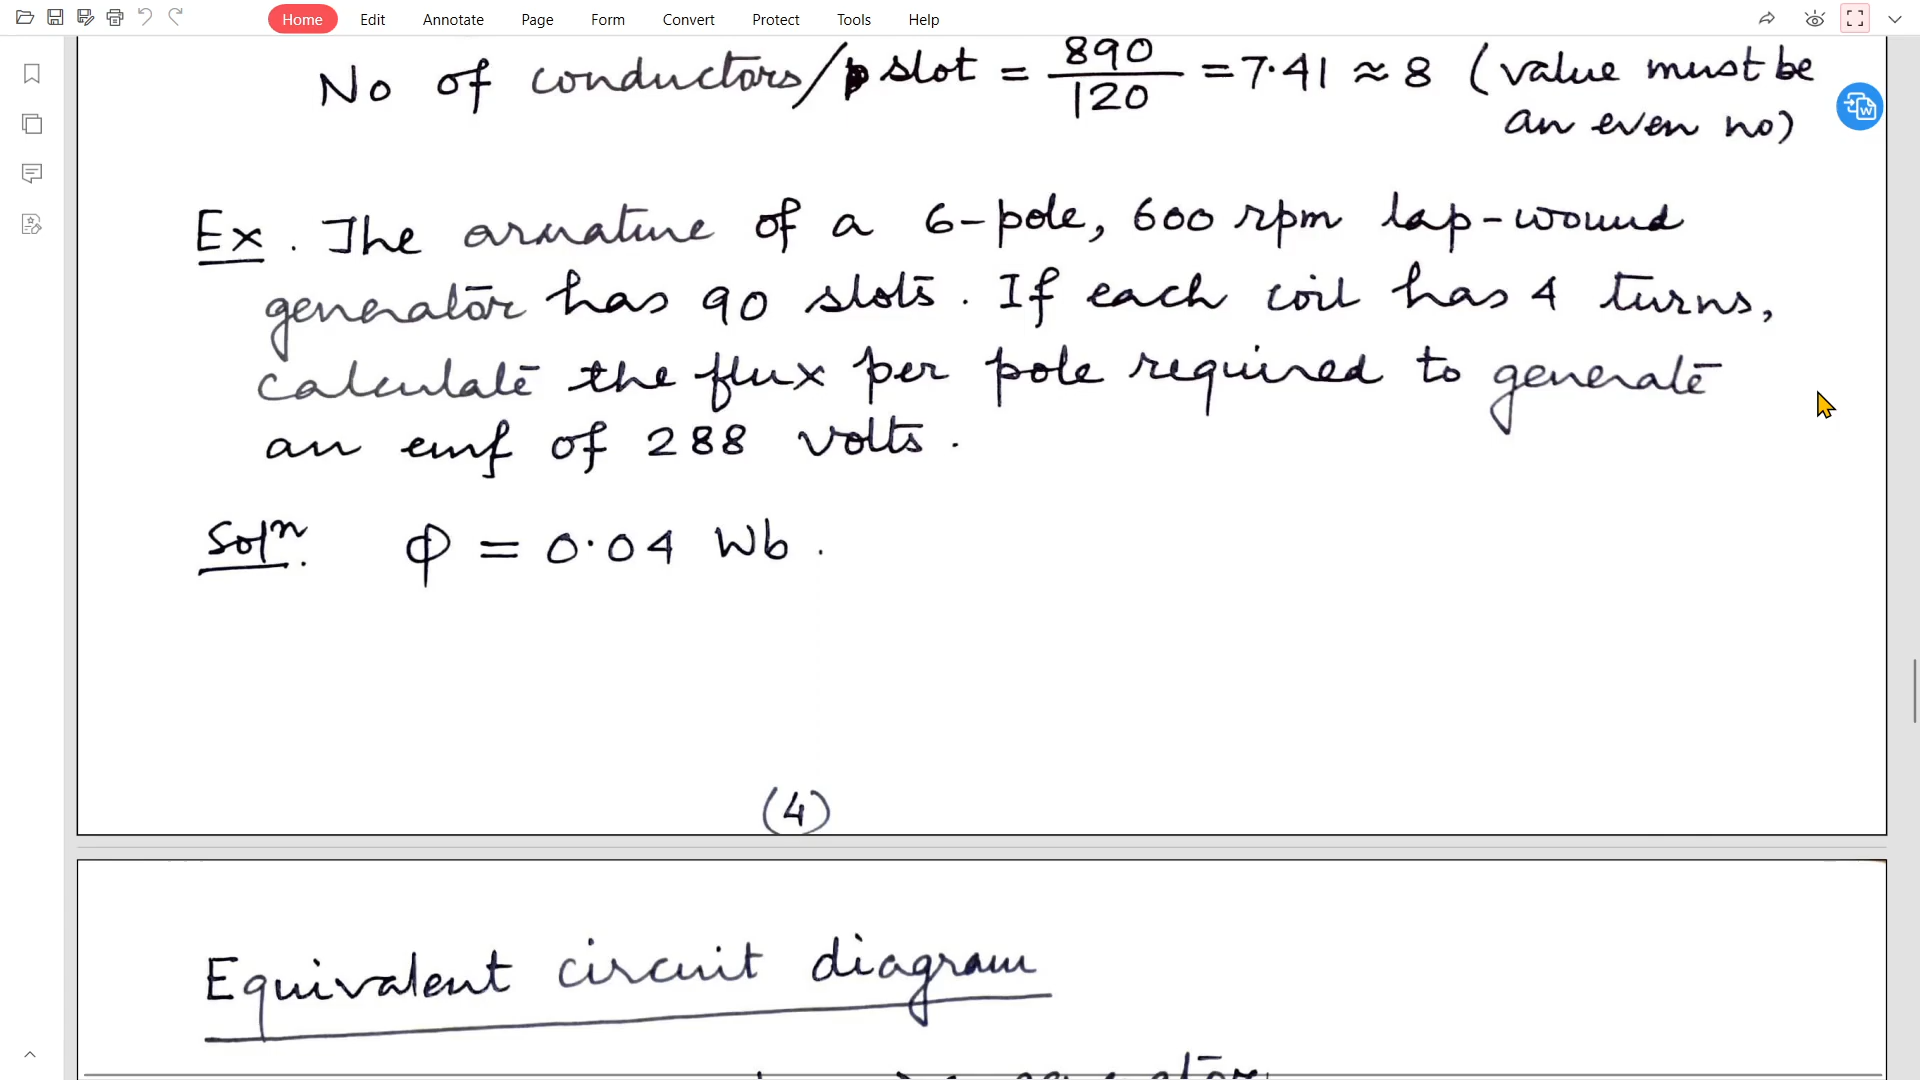 Home Edit Annotate Page Form Convert Protect Tools Help
No of conductors/slot = 890/120 = 7.41 ≈ 8 (value must be
an even no)
Ex. The armature of a 6-pole, 600 rpm lap-wound
generator has 90 slots. If each coil has 4 turns,
calculate the flux per pole required to generate
an emf of 288 volts.
Soln. φ = 0.04 Wb.
(4)
Equivalent circuit diagram